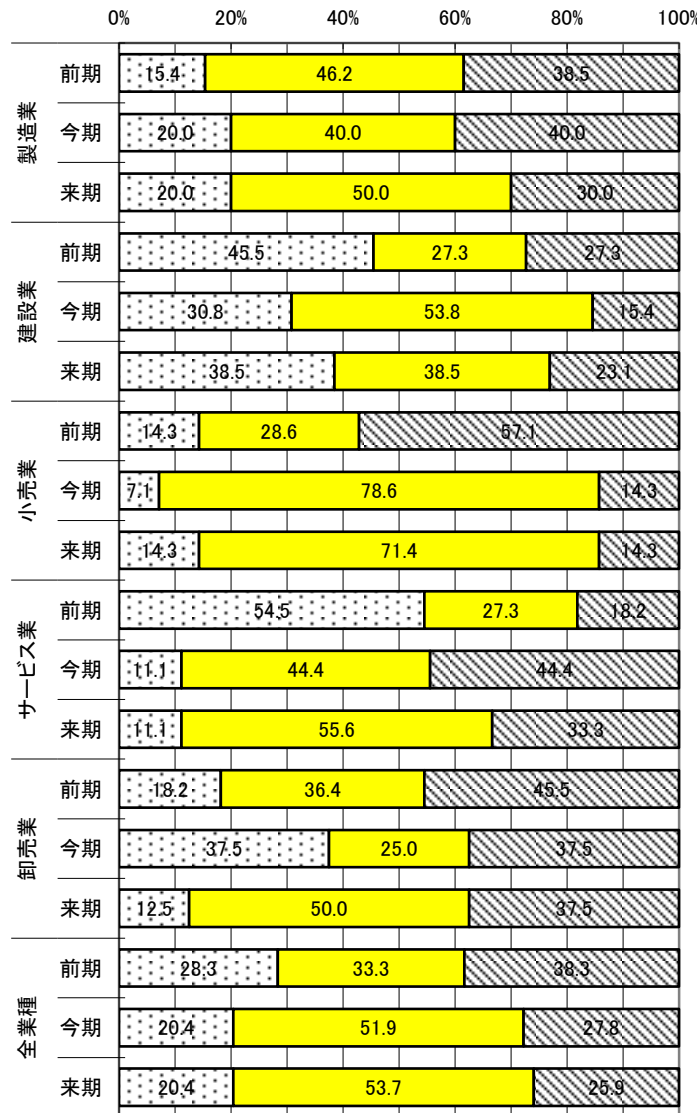 0% 20% 40% 60% 80% 100%
製造業
前期 15.4 46.2 38.5
今期 20.0 40.0 40.0
来期 20.0 50.0 30.0
建設業
前期 45.5 27.3 27.3
今期 30.8 53.8 15.4
来期 38.5 38.5 23.1
小売業
前期 14.3 28.6 57.1
今期 7.1 78.6 14.3
来期 14.3 71.4 14.3
サービス業
前期 54.5 27.3 18.2
今期 11.1 44.4 44.4
来期 11.1 55.6 33.3
卸売業
前期 18.2 36.4 45.5
今期 37.5 25.0 37.5
来期 12.5 50.0 37.5
全業種
前期 28.3 33.3 38.3
今期 20.4 51.9 27.8
来期 20.4 53.7 25.9